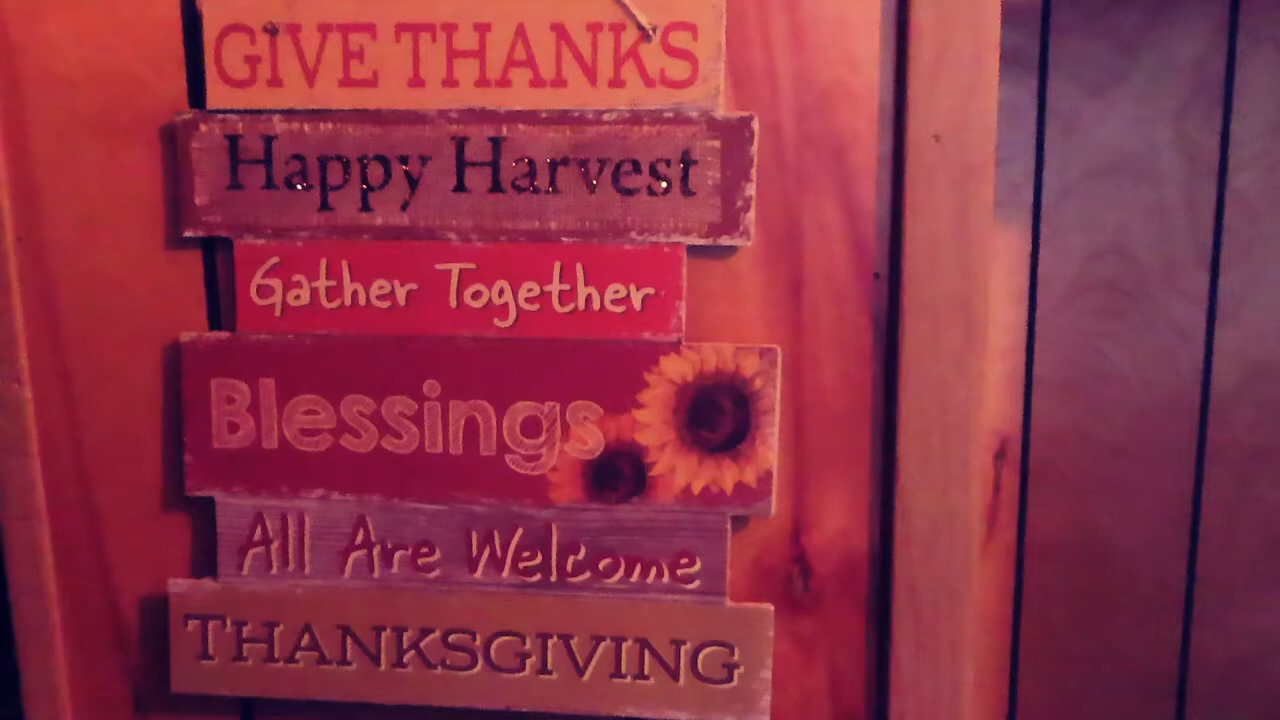 GIVE THANKS
Happy Harvest
Gather Together
Blessings
All Are Welcome
THANKSGIVING